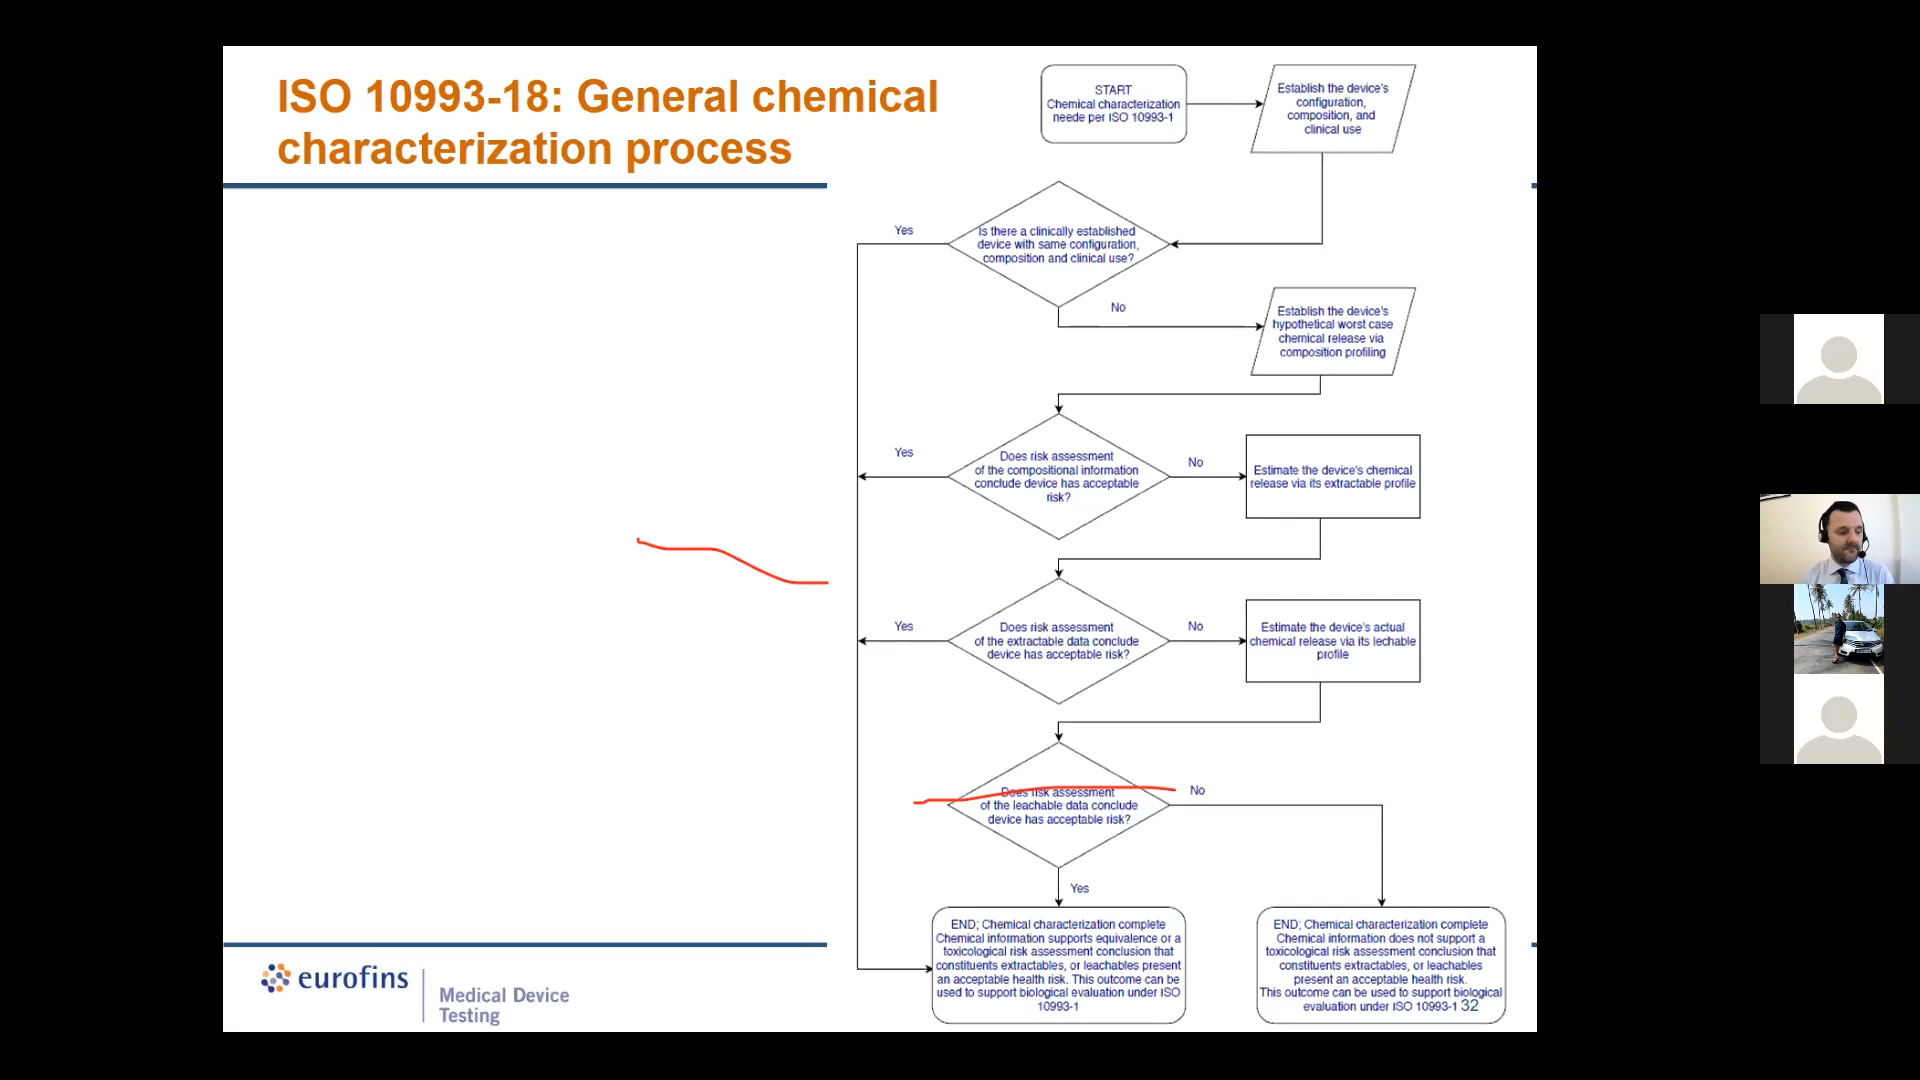 ISO 10993-18: General chemical
characterization process
START
Chemical characterization
neede per ISO 10993-1
Establish the device's
configuration,
composition, and
clinical use
Is there a clinically established
device with same configuration,
composition and clinical use?
Yes
No
Establish the device's
hypothetical worst case
chemical release via
composition profiling
Does risk assessment
of the compositional information
conclude device has acceptable
risk?
Yes
No
Estimate the device's chemical
release via its extractable profile
Does risk assessment
of the extractable data conclude
device has acceptable risk?
Yes
No
Estimate the device's actual
chemical release via its lechable
profile
Does risk assessment
of the leachable data conclude
device has acceptable risk?
No
Yes
END; Chemical characterization complete
Chemical information supports equivalence or a
toxicological risk assessment conclusion that
constituents extractables, or leachables present
an acceptable health risk. This outcome can be
used to support biological evaluation under ISO
10993-1
END; Chemical characterization complete
Chemical information does not support a
toxicological risk assessment conclusion that
constituents extractables, or leachables
present an acceptable health risk.
This outcome can be used to support biological
evaluation under ISO 10993-1
32
eurofins
Medical Device
Testing